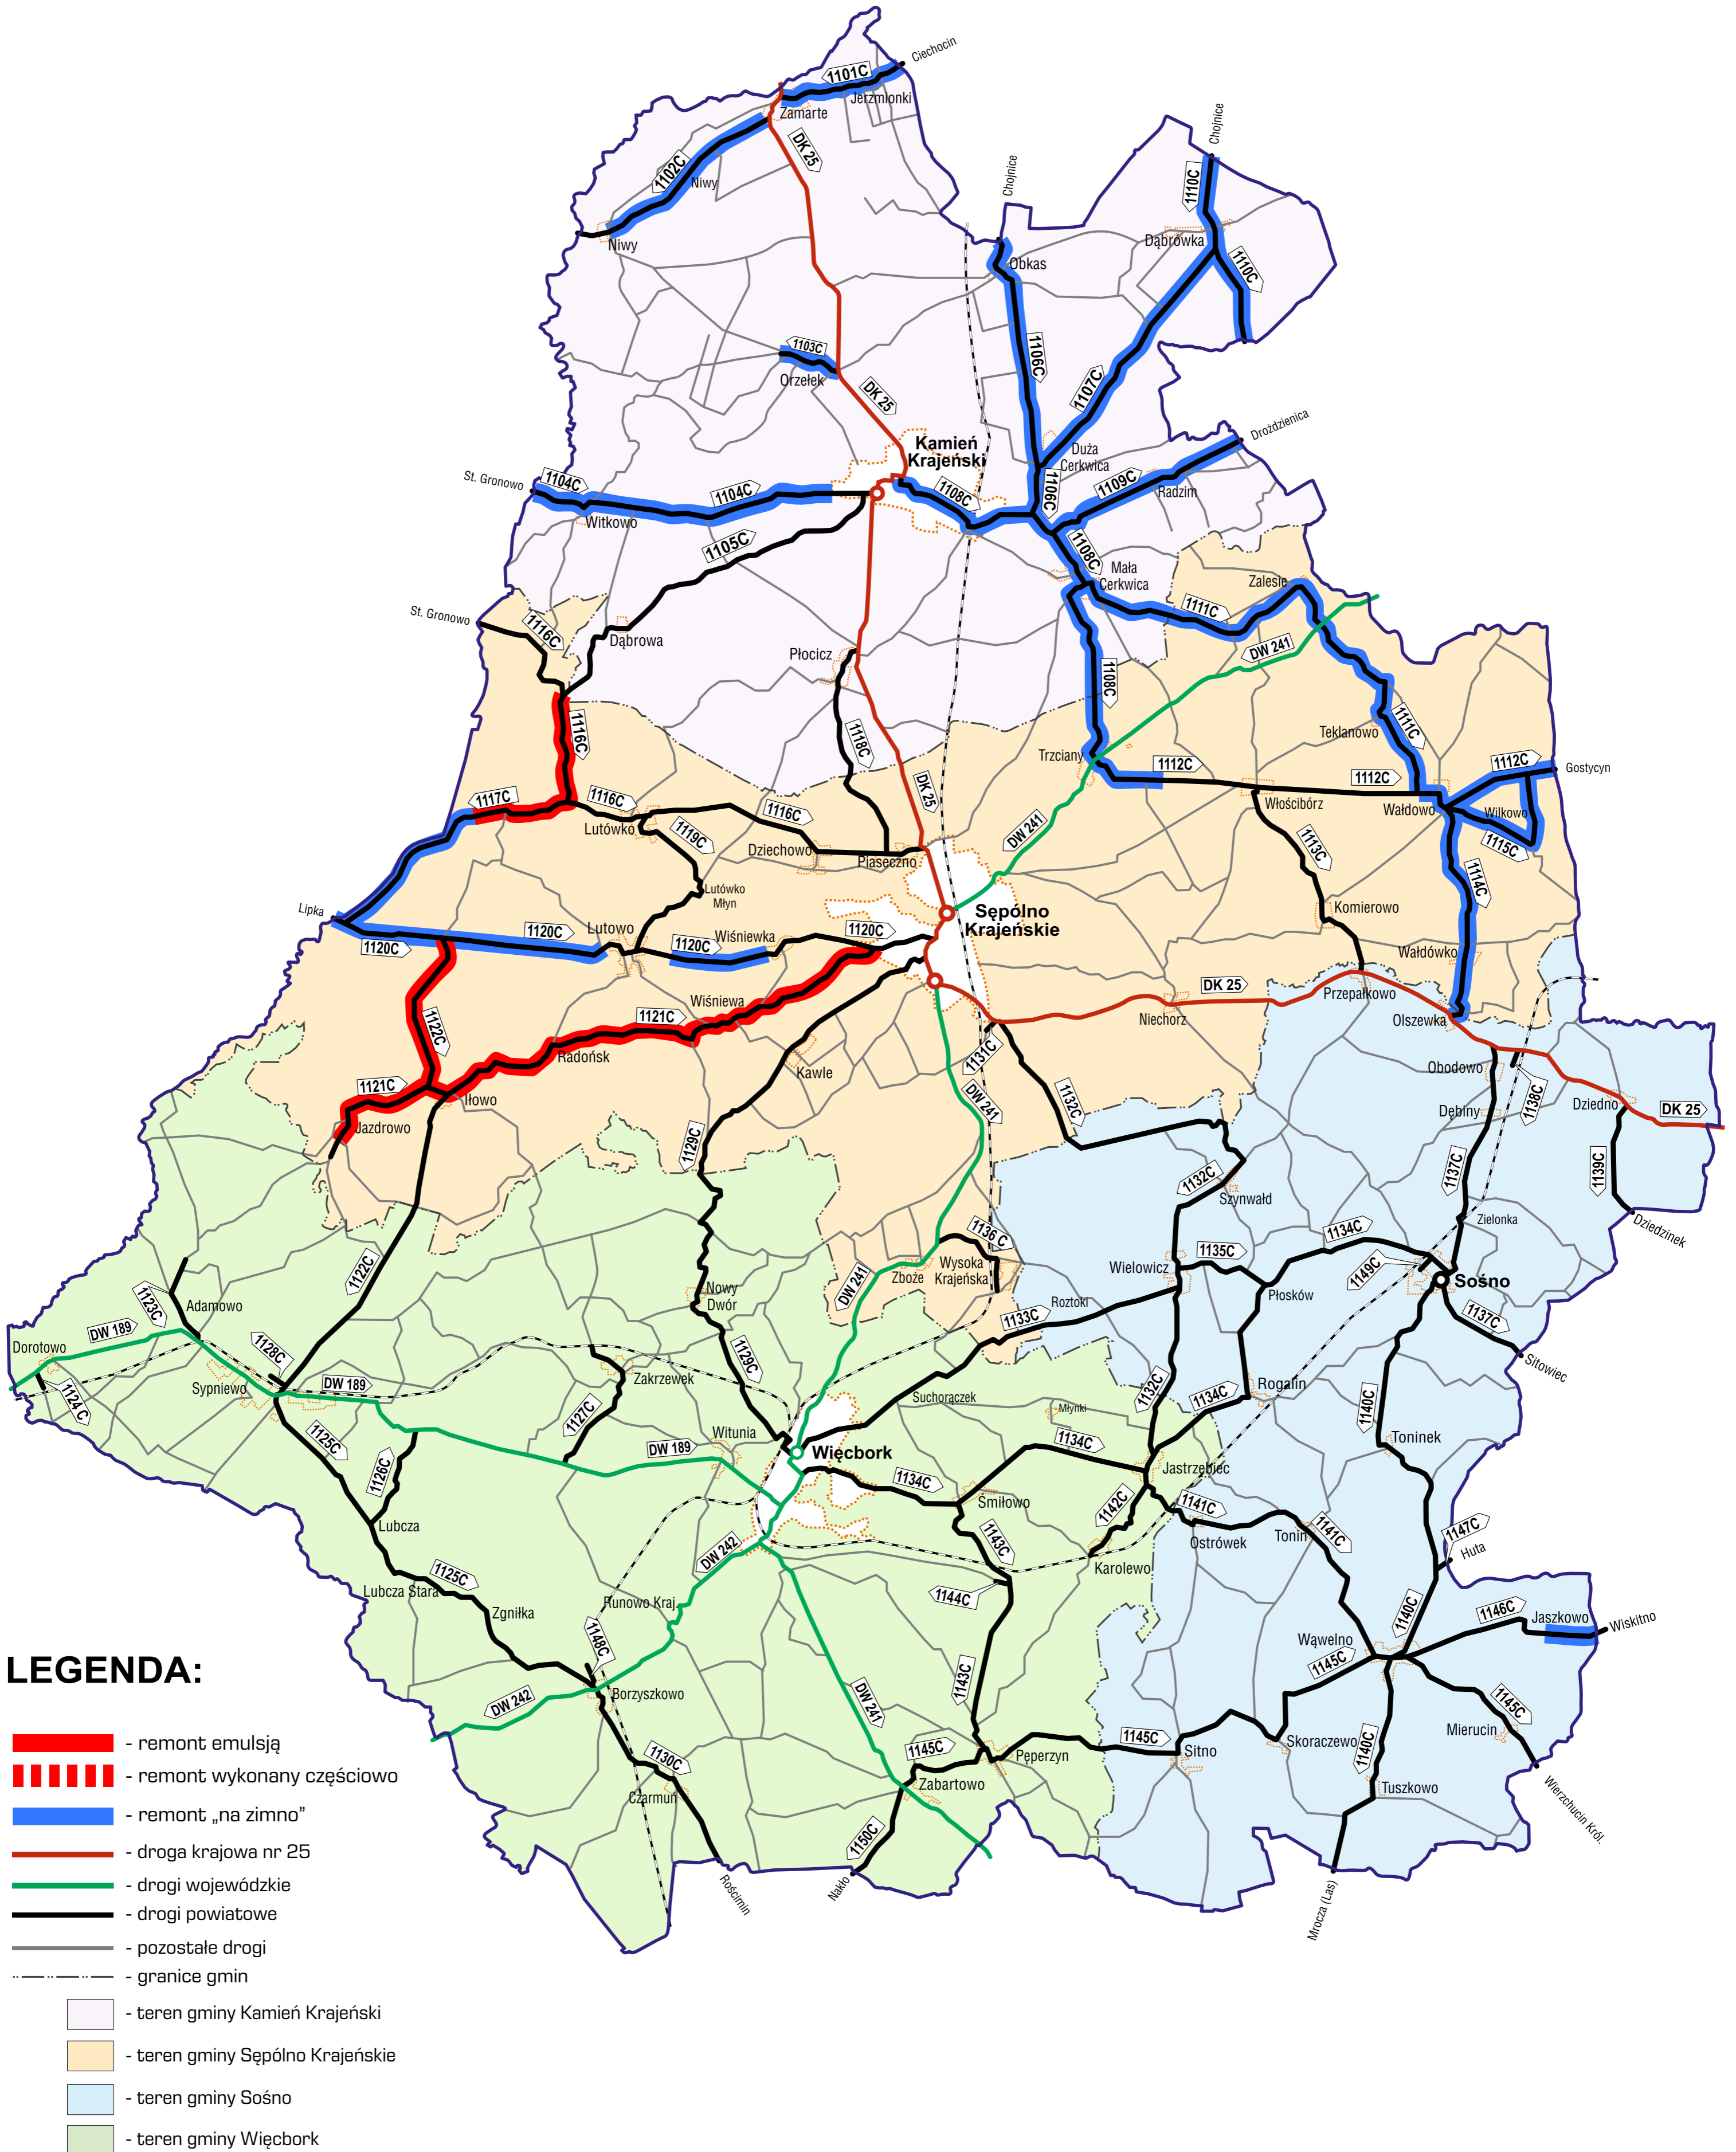 Ciechocin
1101C
Jerzmionki
Zamarte
DK 25
Chojnice
1102C
Niwy
Chojnice
1110C
Niwy
Dąbrówka
Obkas
1110C
1103C
1106C
Orzełek
DK 25
1107C
Kamień
Krajeński
Duża
Cerkwica
Drożdzienica
St. Gronowo
1104C
1104C
1108C
1106C
1109C
Radzim
Witkowo
1105C
1108C
Mała
Cerkwica
Zalesie
St. Gronowo
1116C
Dąbrowa
1111C
Płocicz
DW 241
1108C
1116C
1118C
Teklanowo
1111C
Trzciany
1112C
1112C
1112C
Gostycyn
DK 25
1117C
1116C
Włościbórz
Wałdowo
Wilkowo
1116C
Lutówko
1119C
DW 241
Dziechowo
Piaseczno
1113C
1115C
Lutówko
Młyn
1114C
Lipka
Komierowo
Sępólno
Krajeńskie
1120C
1120C
Lutowo
Wiśniewka
1120C
1120C
Wałdówko
Wiśniewa
DK 25
Przepałkowo
1121C
Niechorz
Olszewka
1122C
Radońsk
1131C
Kawle
Obodowo
1121C
Iłowo
DW 241
1132C
1138C
Dziedno
DK 25
Dębiny
Jazdrowo
1129C
1137C
1139C
1132C
Szynwałd
Dziedzinek
1136 C
Zielonka
1134C
1122C
Zboże
Wysoka
Krajeńska
Wielowicz
1135C
1149C
Sośno
DW 241
1123C
Adamowo
Nowy
Dwór
Roztoki
Płosków
1133C
1137C
DW 189
Dorotowo
1128C
1129C
Sitowiec
Sypniewo
DW 189
Zakrzewek
1124 C
Suchorączek
1132C
1134C
Rogalin
Młynki
1140C
1127C
Witunia
1125C
DW 189
Więcbork
1134C
Toninek
1126C
1134C
Jastrzębiec
Śmiłowo
Lubcza
1142C
1141C
1147C
Huta
1143C
Ostrówek
Tonin
1141C
DW 242
Karolewo
1125C
1144C
Lubcza Stara
Runowo Kraj.
Zgniłka
1140C
1146C
Jaszkowo
Wiskitno
1148C
Wąwelno
1145C
LEGENDA:
1143C
Borzyszkowo
DW 242
DW 241
1145C
Mierucin
- remont emulsją
1145C
1145C
Sitno
Skoraczewo
1140C
Pęperzyn
1130C
- remont wykonany częściowo
Zabartowo
Tuszkowo
Czarmuń
Wierzchucin Król.
- remont „na zimno”
1150C
- droga krajowa nr 25
Nakło
Rościmin
- drogi wojewódzkie
Mrocza (Las)
- drogi powiatowe
- pozostałe drogi
- granice gmin
- teren gminy Kamień Krajeński
- teren gminy Sępólno Krajeńskie
- teren gminy Sośno
- teren gminy Więcbork